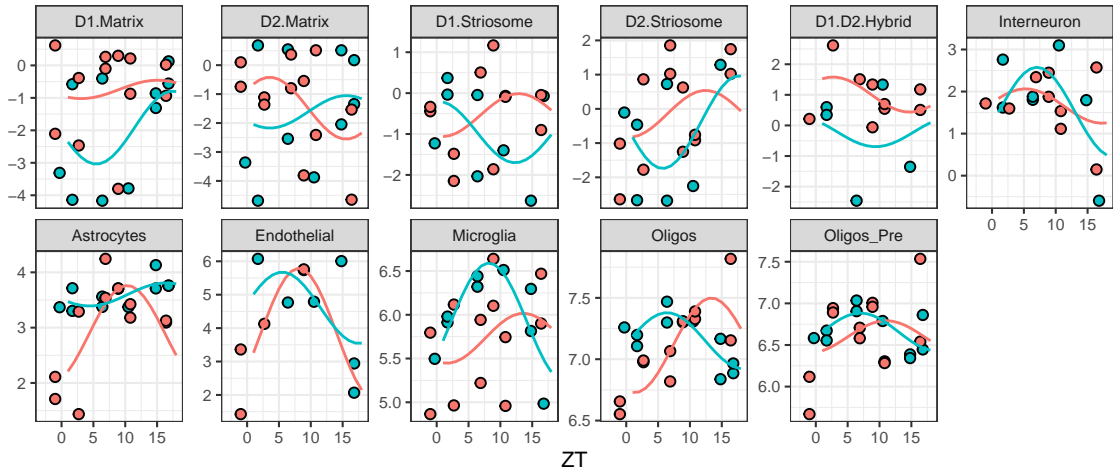 D1.Matrix D2.Matrix D1.Striosome D2.Striosome D1.D2.Hybrid Interneuron
0 −1 −2 −3 −4
0 −2 −4
1 0 −1 −2
2 1 0 −1 −2
2 1 0 −1 −2
3 2 1 0
0 5 10 15
Astrocytes Endothelial Microglia Oligos Oligos_Pre
4 3 2
6 5 4 3 2
6.5 6.0 5.5 5.0
7.5 7.0 6.5
7.5 7.0 6.5 6.0
0 5 10 15 0 5 10 15 0 5 10 15 0 5 10 15 0 5 10 15
ZT